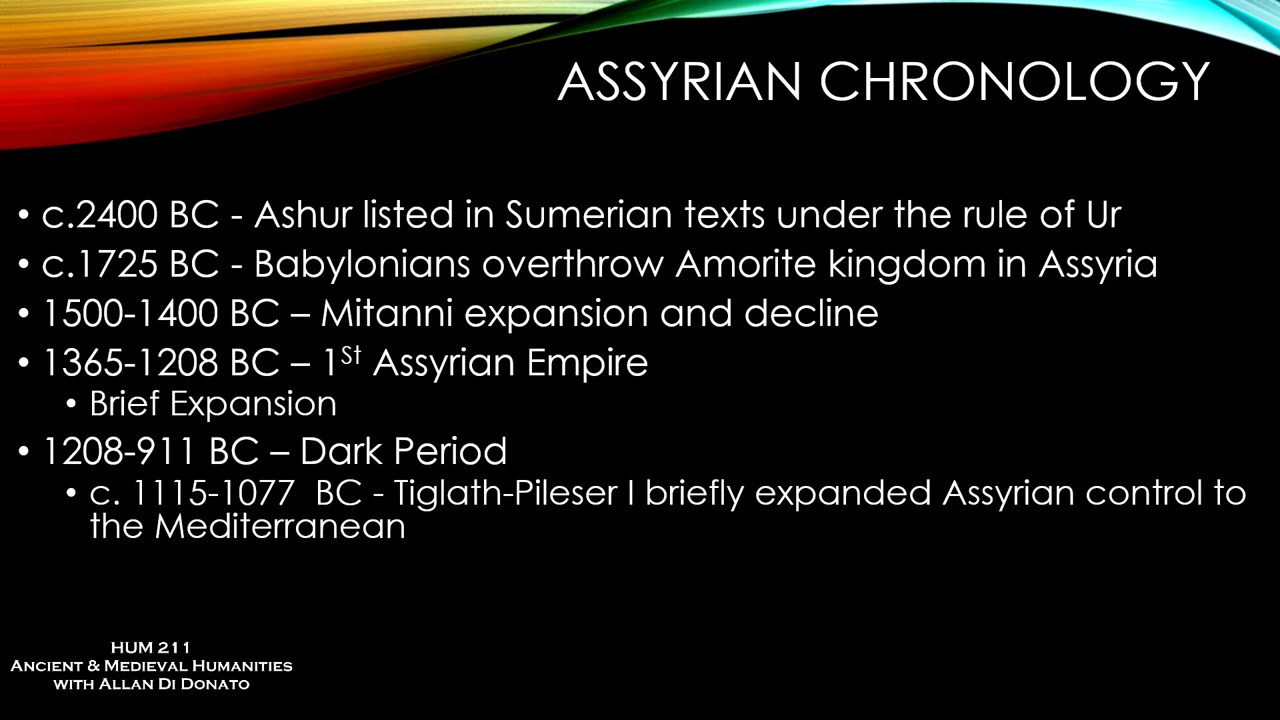 ASSYRIAN CHRONOLOGY
• c.2400 BC - Ashur listed in Sumerian texts under the rule of Ur
• c.1725 BC - Babylonians overthrow Amorite kingdom in Assyria
• 1500-1400 BC – Mitanni expansion and decline
• 1365-1208 BC – 1St Assyrian Empire
• Brief Expansion
• 1208-911 BC – Dark Period
• c. 1115-1077 BC - Tiglath-Pileser I briefly expanded Assyrian control to
the Mediterranean
HUM 211
Ancient & Medieval Humanities
with Allan Di Donato